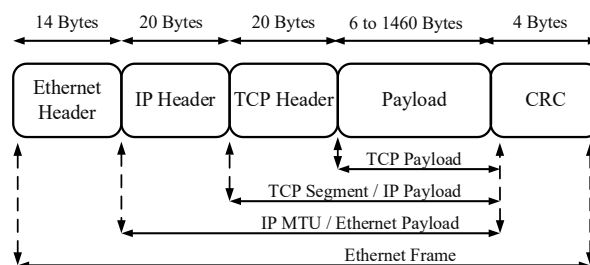 14 Bytes 20 Bytes 20 Bytes 6 to 1460 Bytes 4 Bytes
Ethernet Header IP Header TCP Header Payload CRC
TCP Payload
TCP Segment / IP Payload
IP MTU / Ethernet Payload
Ethernet Frame